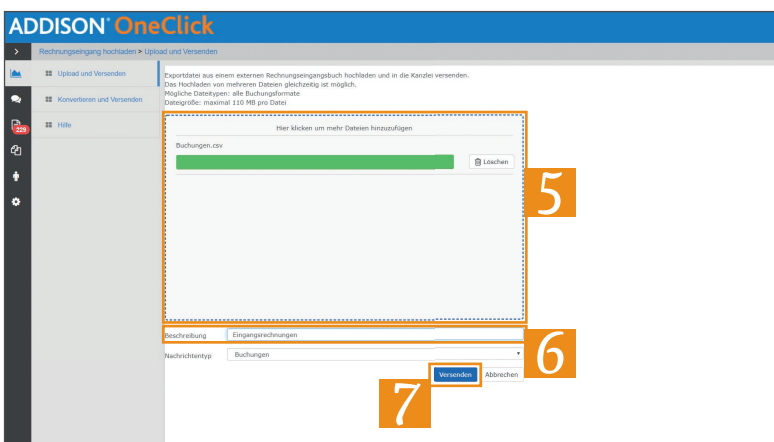 ADDISON OneClick
Rechnungseingang hochladen > Upload und Versenden
Upload und Versenden
Konvertieren und Versenden
229
Hilfe
Exportdatei aus einem externen Rechnungseingangsbuch hochladen und in die Kanzlei versenden.
Das Hochladen von mehreren Dateien gleichzeitig ist möglich.
Mögliche Dateitypen: alle Buchungsformate
Dateigröße: maximal 110 MB pro Datei
Hier klicken um mehr Dateien hinzuzufügen
Buchungen.csv
Löschen
5
Beschreibung Eingangsrechnungen
6
Nachrichtentyp Buchungen
Versenden Abbrechen
7